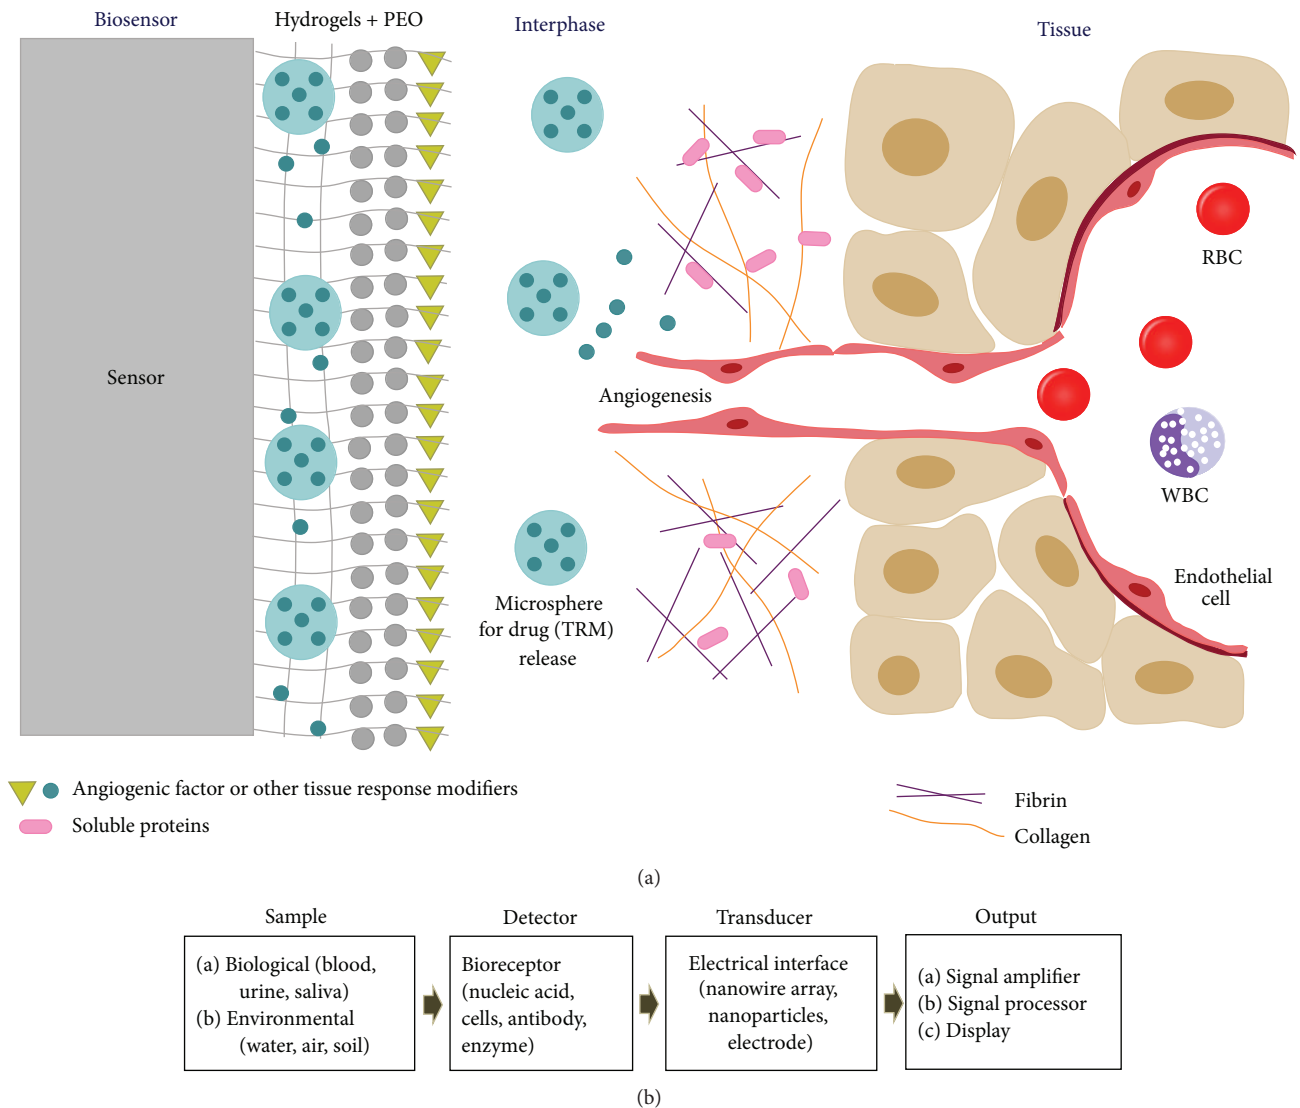 Biosensor
Hydrogels + PEO
Interphase
Tissue
Sensor
RBC
Angiogenesis
WBC
Microsphere
for drug (TRM)
release
Endothelial
cell
Angiogenic factor or other tissue response modifiers
Soluble proteins
Fibrin
Collagen
(a)
Sample
(a) Biological (blood,
urine, saliva)
(b) Environmental
(water, air, soil)
Detector
Bioreceptor
(nucleic acid,
cells, antibody,
enzyme)
Transducer
Electrical interface
(nanowire array,
nanoparticles,
electrode)
Output
(a) Signal amplifier
(b) Signal processor
(c) Display
(b)